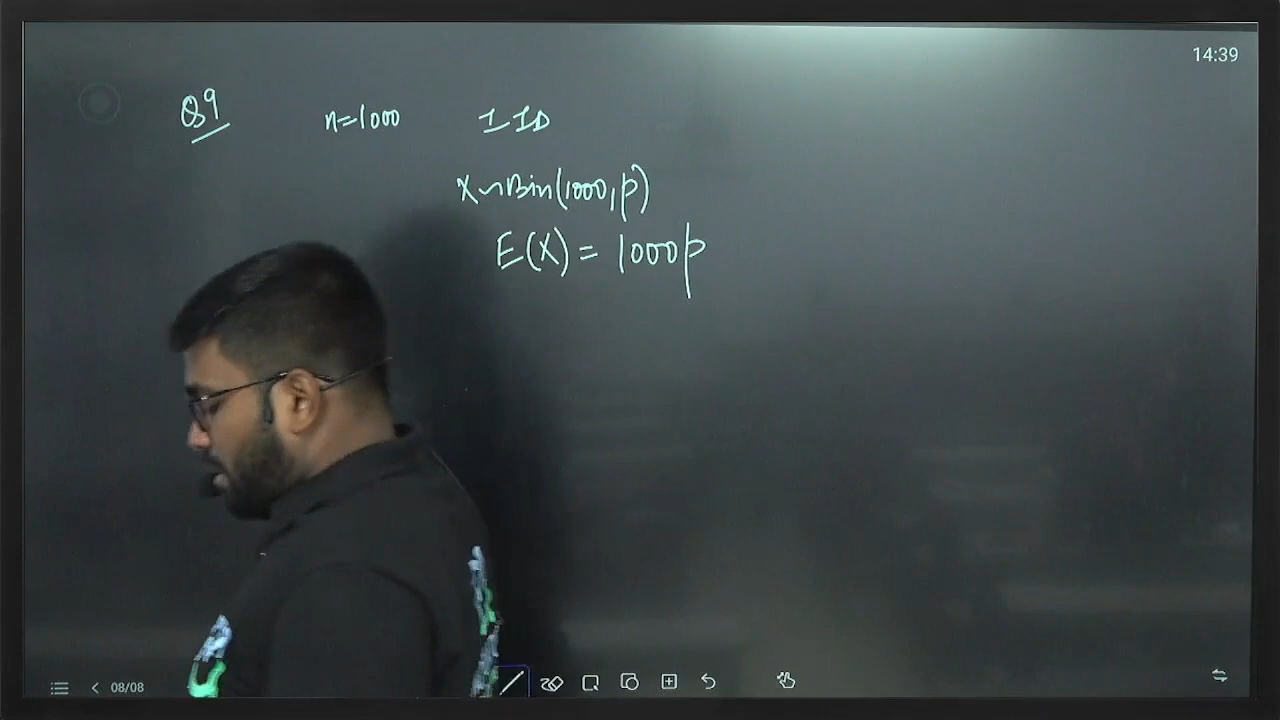 14:39
Q9 n=1000 IID
X~Bin(1000,p)
E(X) = 1000p
08/08